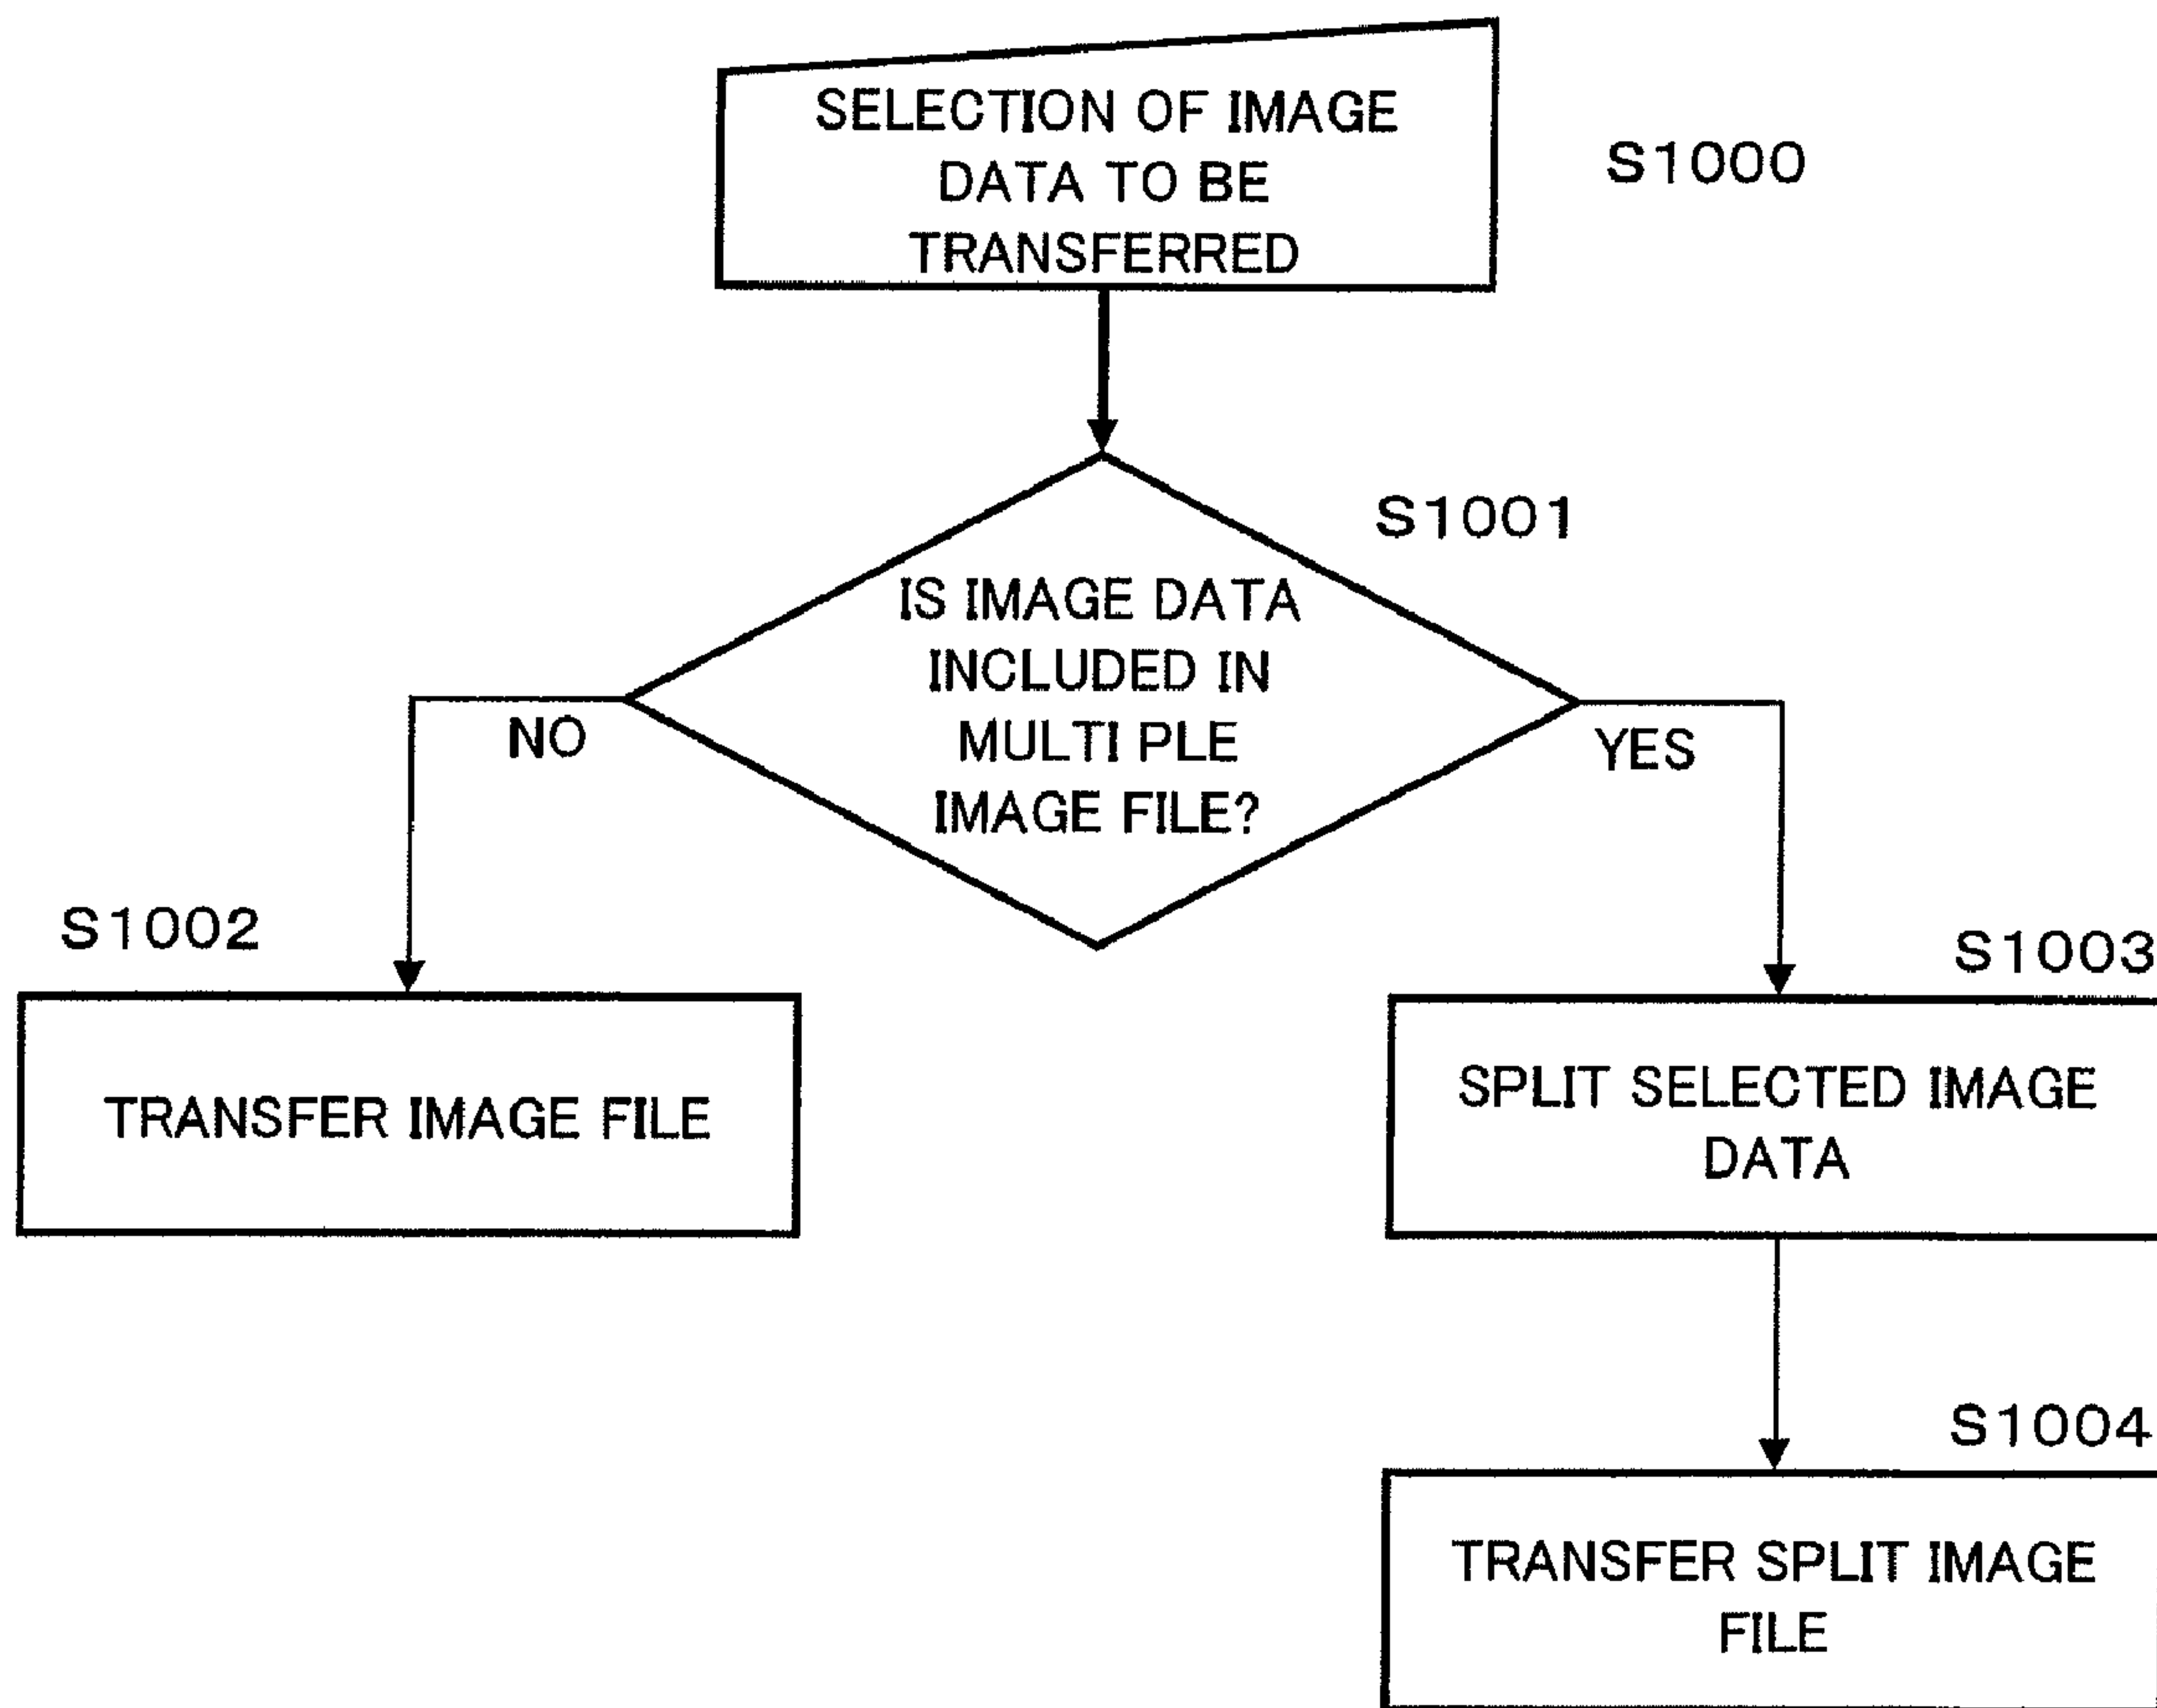 SELECTION OF IMAGE
DATA TO BE
TRANSFERRED
S1000
S1001
IS IMAGE DATA
INCLUDED IN
MULTI PLE
IMAGE FILE?
NO
YES
S1002
TRANSFER IMAGE FILE
S1003
SPLIT SELECTED IMAGE
DATA
S1004
TRANSFER SPLIT IMAGE
FILE